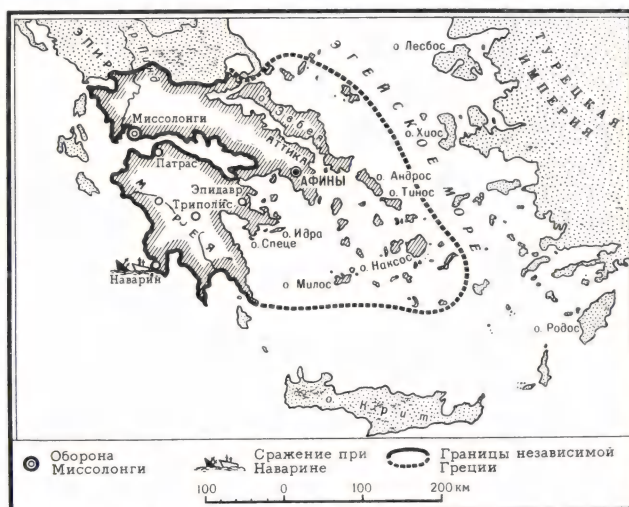 ЭПИР
о Лесбос
ЭГЕЙСКОЕ МОРЕ
ТУРЕЦКАЯ
ИМПЕРИЯ
о. Эвбея
Миссолонги
АТТИКА
о. Хиос
Патрас
АФИНЫ
о. Андрос
о. Тинос
Эпидавр
Триполис
МОРЕЯ
о. Идра
о. Спеце
Наварин
о. Наксос
о. Милос
о. Родос
о. Крит
Оборона
Миссолонги
Сражение при
Наварине
Границы независимой
Греции
100 0 100 200 км